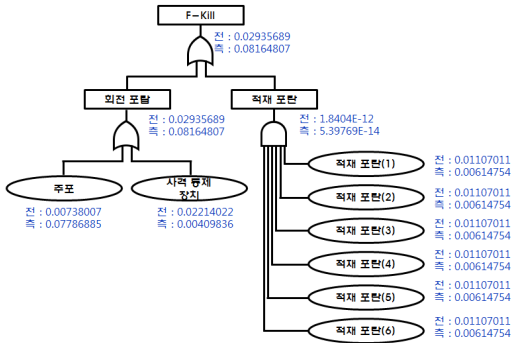 F-Kill
전 : 0.02935689
측 : 0.08164807
회전 포탑
적재 포탄
전 : 0.02935689
측 : 0.08164807
전 : 1.8404E-12
측 : 5.39769E-14
주포
사격 통제
장치
전 : 0.00738007
측 : 0.07786885
전 : 0.02214022
측 : 0.00409836
적재 포탄(1)
전 : 0.01107011
측 : 0.00614754
적재 포탄(2)
전 : 0.01107011
측 : 0.00614754
적재 포탄(3)
전 : 0.01107011
측 : 0.00614754
적재 포탄(4)
전 : 0.01107011
측 : 0.00614754
적재 포탄(5)
전 : 0.01107011
측 : 0.00614754
적재 포탄(6)
전 : 0.01107011
측 : 0.00614754